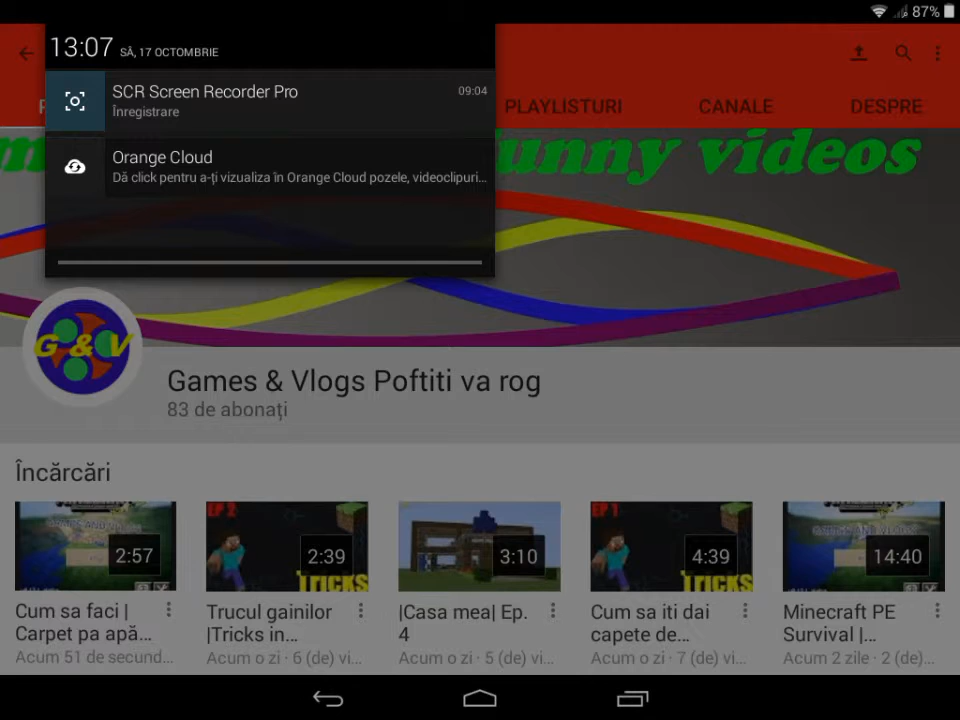 87%
13:07 SÂ, 17 OCTOMBRIE
SCR Screen Recorder Pro 09:04
Înregistrare
Orange Cloud
Dă click pentru a-ți vizualiza în Orange Cloud pozele, videoclipuri...
PLAYLISTURI CANALE DESPRE
unny videos
G & V
Games & Vlogs Poftiti va rog
83 de abonați
Încărcări
2:57
EP 2
2:39
TRICKS
3:10
EP 1
4:39
TRICKS
14:40
Cum sa faci |
Carpet pa apă...
Acum 51 de secund...
Trucul gainilor
|Tricks in...
Acum o zi · 6 (de) vi...
|Casa mea| Ep.
4
Acum o zi · 5 (de) vi...
Cum sa iti dai
capete de...
Acum o zi · 7 (de) vi...
Minecraft PE
Survival |...
Acum 2 zile · 2 (de)...